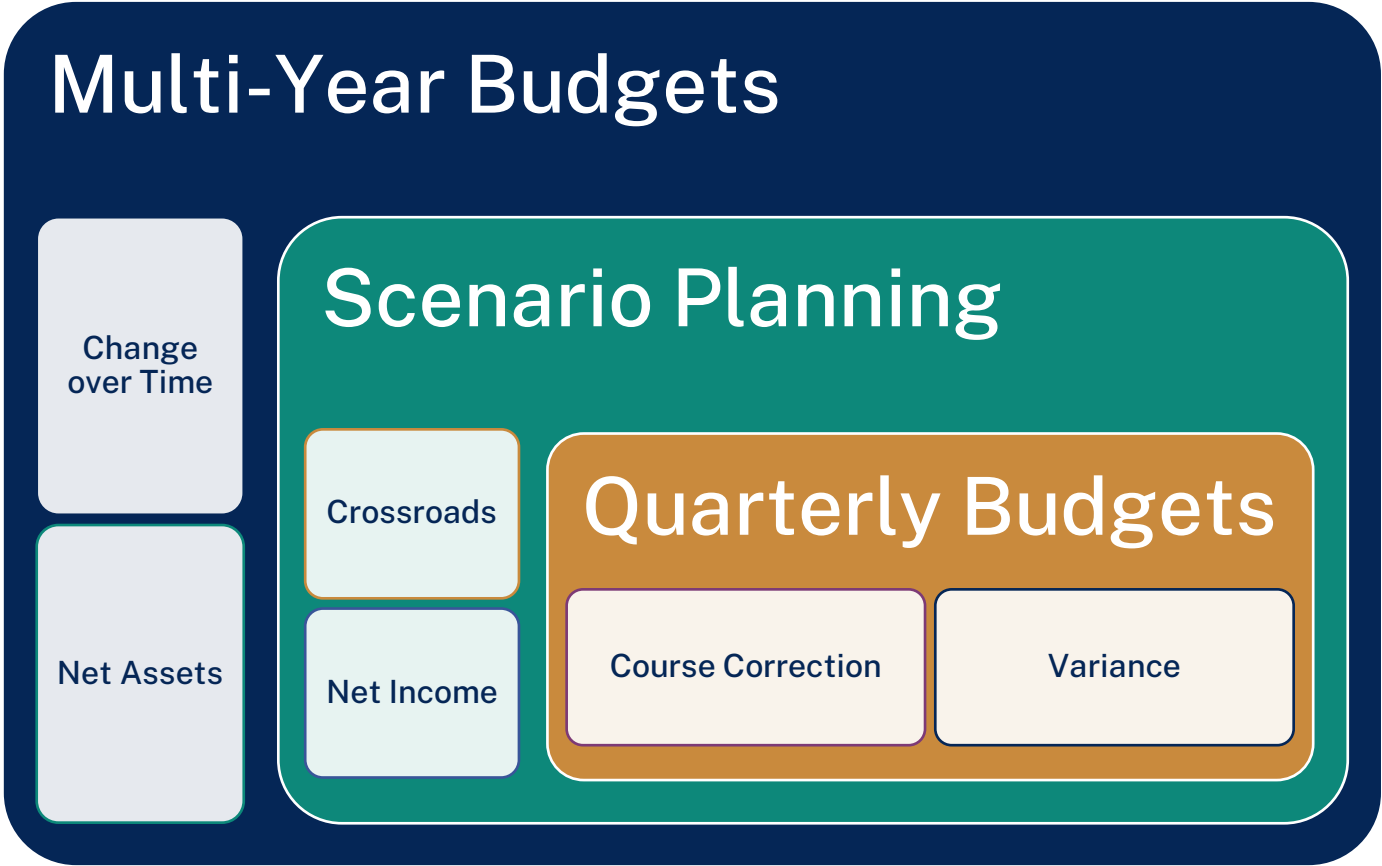 Multi-Year Budgets
Change
over Time
Net Assets
Scenario Planning
Crossroads
Net Income
Quarterly Budgets
Course Correction
Variance